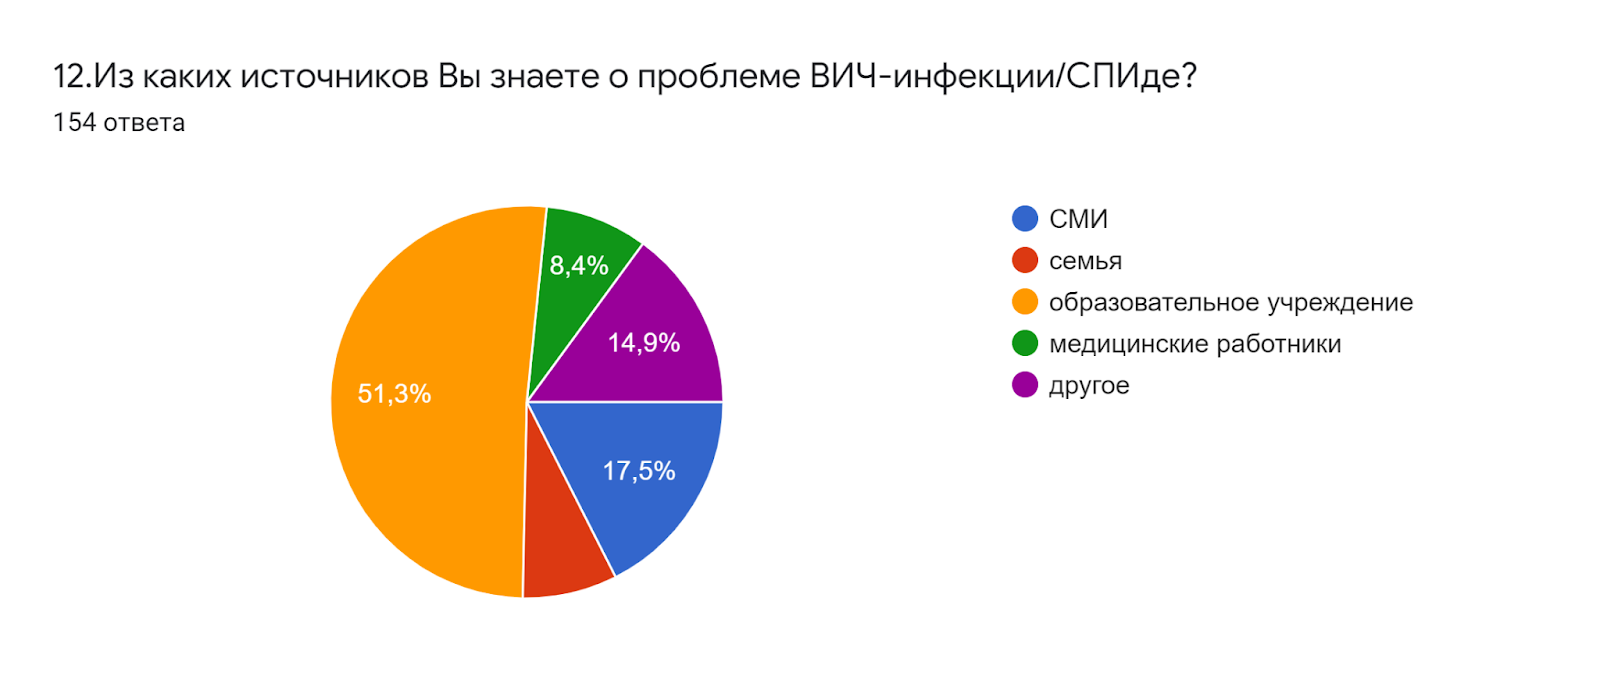 12.Из каких источников Вы знаете о проблеме ВИЧ-инфекции/СПИде?
154 ответа
СМИ
семья
образовательное учреждение
медицинские работники
другое
8,4%
14,9%
51,3%
17,5%